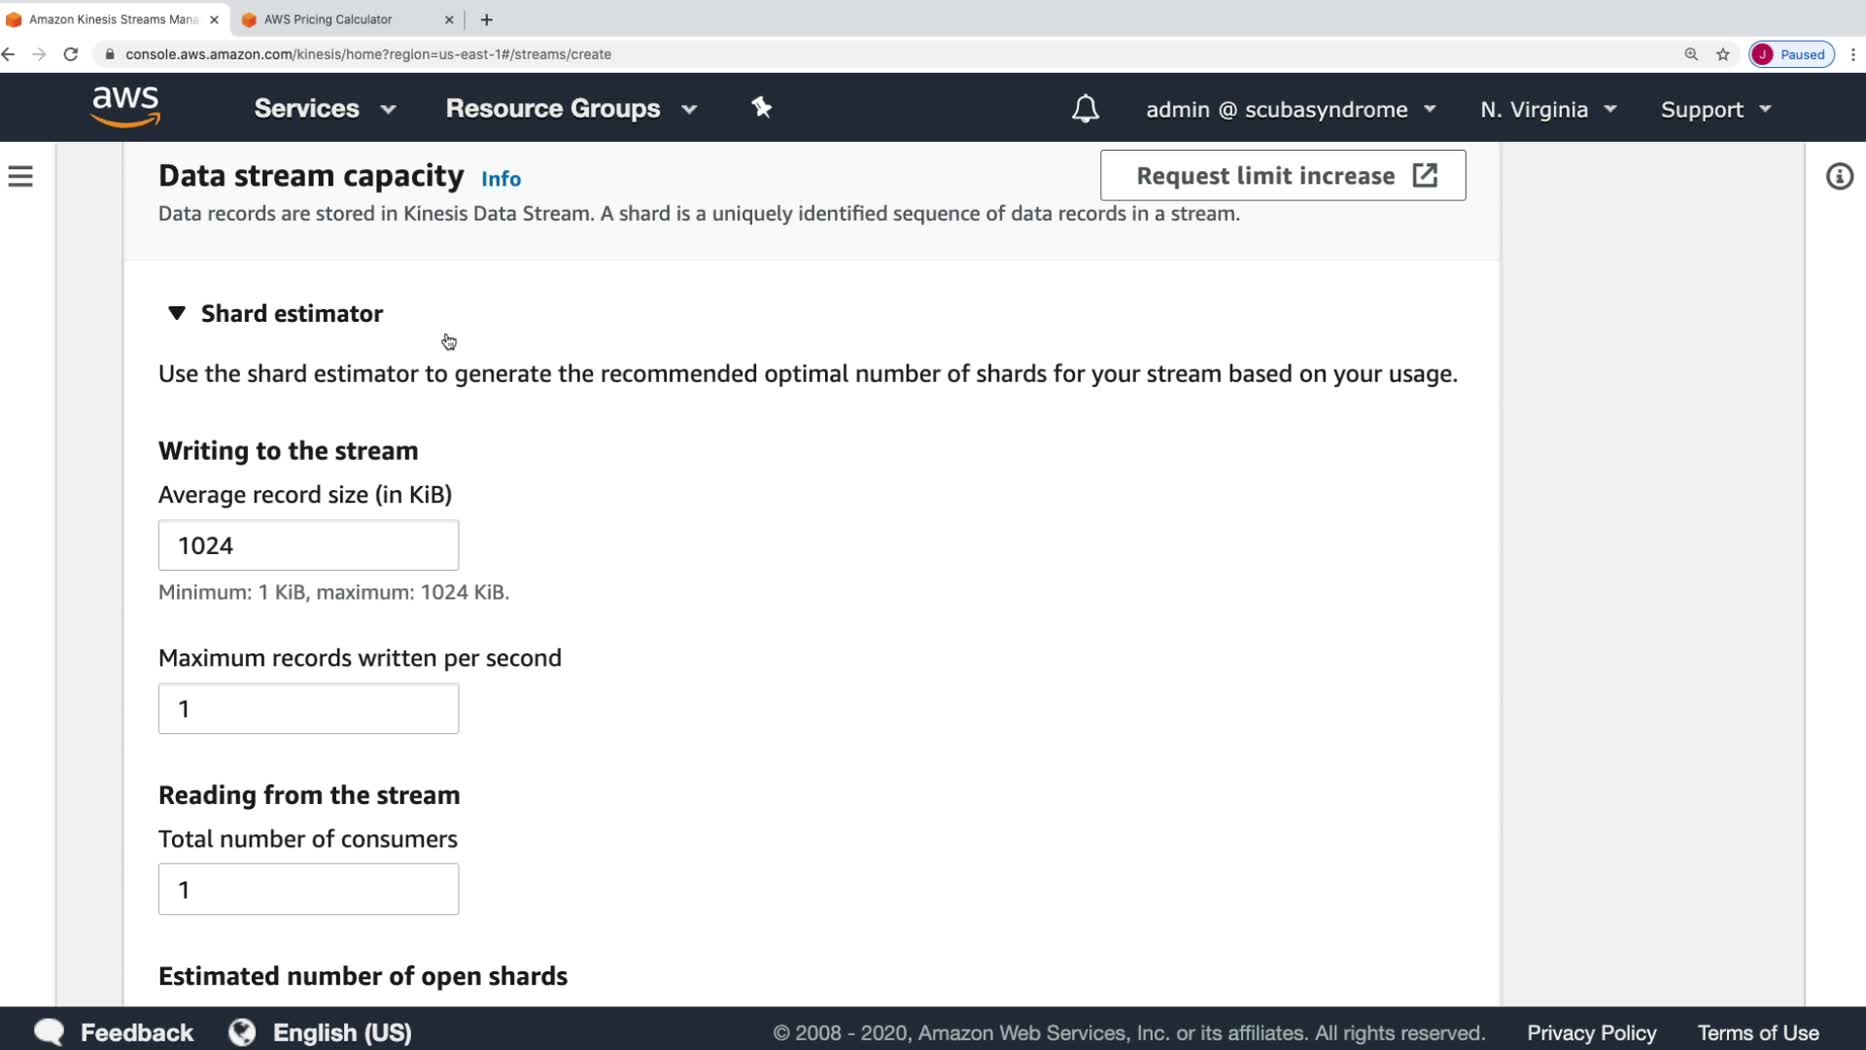 Amazon Kinesis Streams Mana
AWS Pricing Calculator
console.aws.amazon.com/kinesis/home?region=us-east-1#/streams/create
J Paused
aws
Services
Resource Groups
admin @ scubasyndrome
N. Virginia
Support
Data stream capacity Info
Request limit increase
Data records are stored in Kinesis Data Stream. A shard is a uniquely identified sequence of data records in a stream.
Shard estimator
Use the shard estimator to generate the recommended optimal number of shards for your stream based on your usage.
Writing to the stream
Average record size (in KiB)
1024
Minimum: 1 KiB, maximum: 1024 KiB.
Maximum records written per second
1
Reading from the stream
Total number of consumers
1
Estimated number of open shards
Feedback
English (US)
© 2008 - 2020, Amazon Web Services, Inc. or its affiliates. All rights reserved.
Privacy Policy
Terms of Use